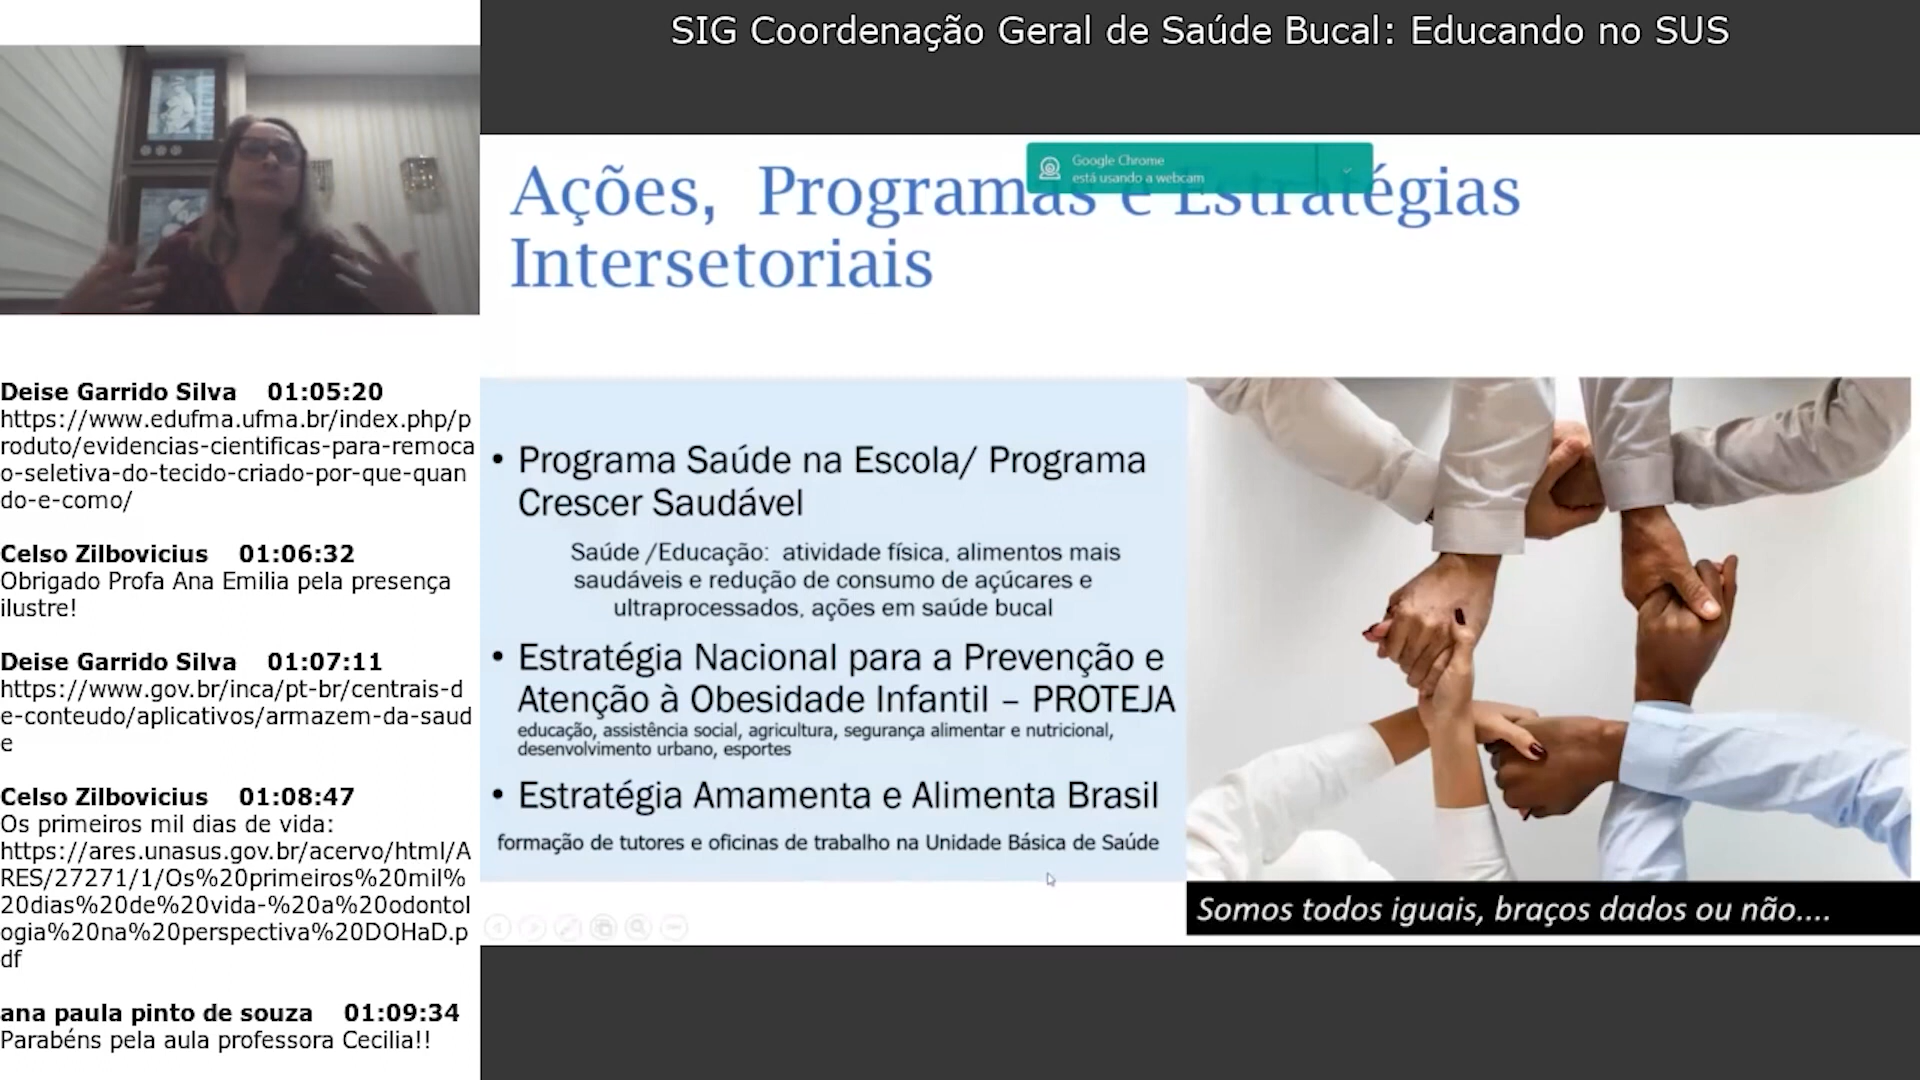 SIG Coordenação Geral de Saúde Bucal: Educando no SUS
Google Chrome
está usando a webcam
Ações, Programas e Estratégias
Intersetoriais
• Programa Saúde na Escola/ Programa
Crescer Saudável
Saúde /Educação: atividade física, alimentos mais
saudáveis e redução de consumo de açúcares e
ultraprocessados, ações em saúde bucal
• Estratégia Nacional para a Prevenção e
Atenção à Obesidade Infantil – PROTEJA
educação, assistência social, agricultura, segurança alimentar e nutricional,
desenvolvimento urbano, esportes
• Estratégia Amamenta e Alimenta Brasil
formação de tutores e oficinas de trabalho na Unidade Básica de Saúde
Somos todos iguais, braços dados ou não....
Deise Garrido Silva 01:05:20
https://www.edufma.ufma.br/index.php/p
roduto/evidencias-cientificas-para-remoca
o-seletiva-do-tecido-criado-por-que-quan
do-e-como/
Celso Zilbovicius 01:06:32
Obrigado Profa Ana Emilia pela presença
ilustre!
Deise Garrido Silva 01:07:11
https://www.gov.br/inca/pt-br/centrais-d
e-conteudo/aplicativos/armazem-da-saud
e
Celso Zilbovicius 01:08:47
Os primeiros mil dias de vida:
https://ares.unasus.gov.br/acervo/html/A
RES/27271/1/Os%20primeiros%20mil%
20dias%20de%20vida-%20a%20odontol
ogia%20na%20perspectiva%20DOHaD.p
df
ana paula pinto de souza 01:09:34
Parabéns pela aula professora Cecilia!!